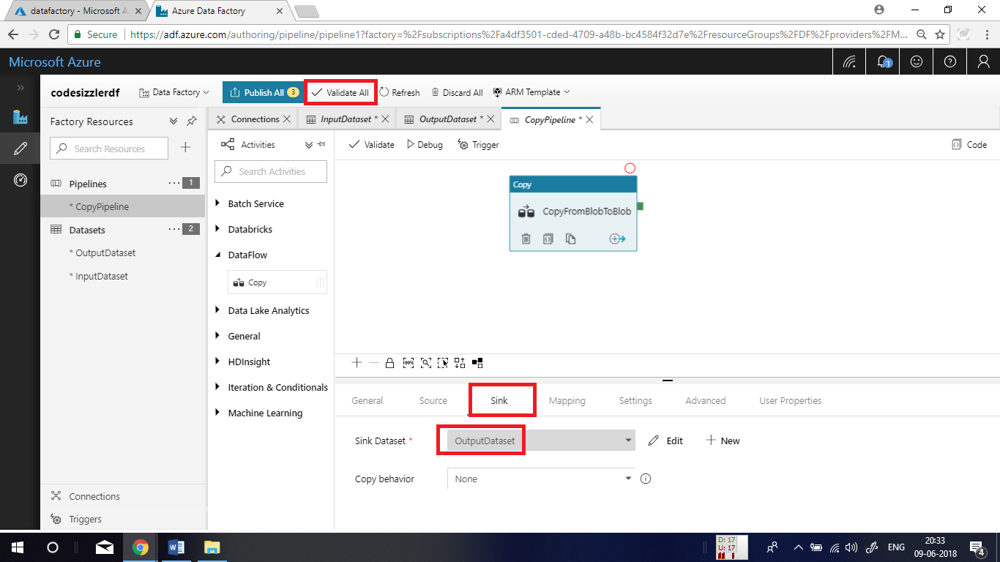 datafactory - Microsoft A
Azure Data Factory
Secure
https://adf.azure.com/authoring/pipeline/pipeline1?factory=%2Fsubscriptions%2Fa4df3501-cded-4709-a48b-bc4584f32d7e%2FresourceGroups%2FDF%2Fproviders%2FM...
Microsoft Azure
1
codesizzlerdf
Data Factory
Publish All 3
Validate All
Refresh
Discard All
ARM Template
Factory Resources
Connections
InputDataset *
OutputDataset *
CopyPipeline *
Search Resources
Pipelines ... 1
* CopyPipeline
Datasets ... 2
* OutputDataset
* InputDataset
Connections
Triggers
Activities
Search Activities
Batch Service
Databricks
DataFlow
Copy
Data Lake Analytics
General
HDInsight
Iteration & Conditionals
Machine Learning
Validate
Debug
Trigger
Code
Copy
CopyFromBlobToBlob
100%
General
Source
Sink
Mapping
Settings
Advanced
User Properties
Sink Dataset *
OutputDataset
Edit
New
Copy behavior
None
D: 17
U: 17
ENG
20:33
09-06-2018
4